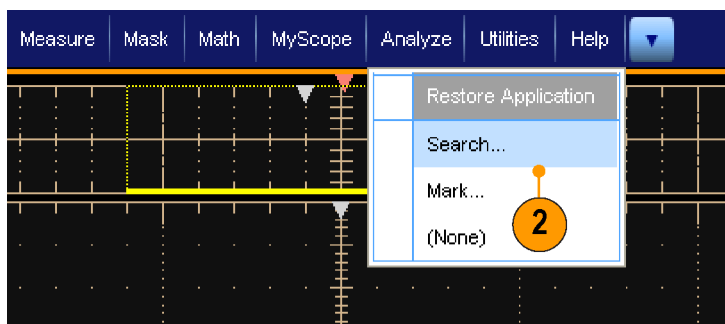 Measure Mask Math MyScope Analyze Utilities Help
Restore Application
Search...
Mark...
(None)
2